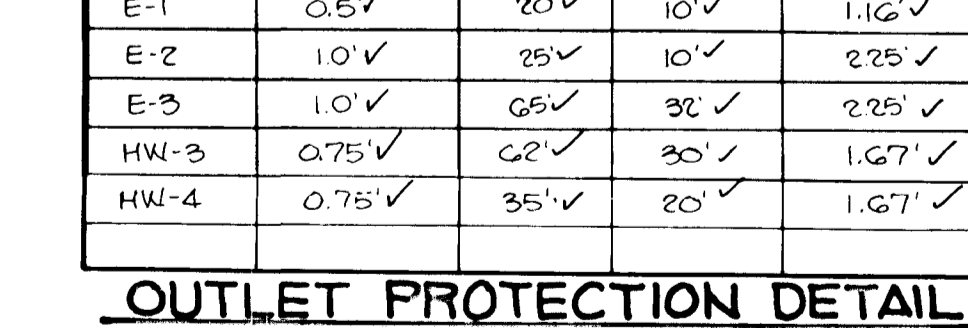 E-1 0.5'✓ 20'✓ 10'✓ 1.16'✓
E-2 1.0'✓ 25'✓ 10'✓ 2.25'✓
E-3 1.0'✓ 65'✓ 32'✓ 2.25'✓
HW-3 0.75'✓ 62'✓ 30'✓ 1.67'✓
HW-4 0.75'✓ 35'✓ 20'✓ 1.67'✓
OUTLET PROTECTION DETAIL